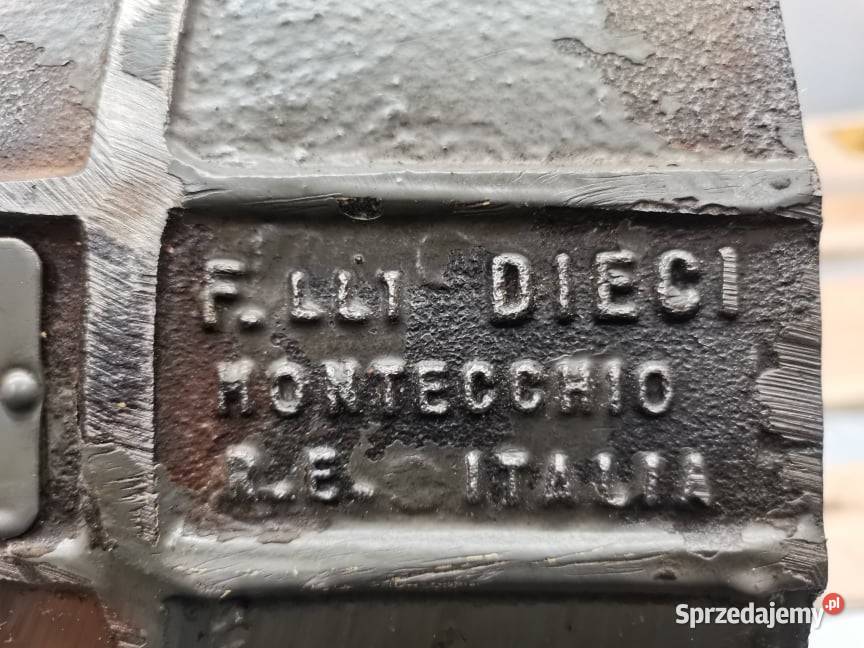 F.LLI DIECI
MONTECCHIO
R.E. ITALIA
Sprzedajemy.pl